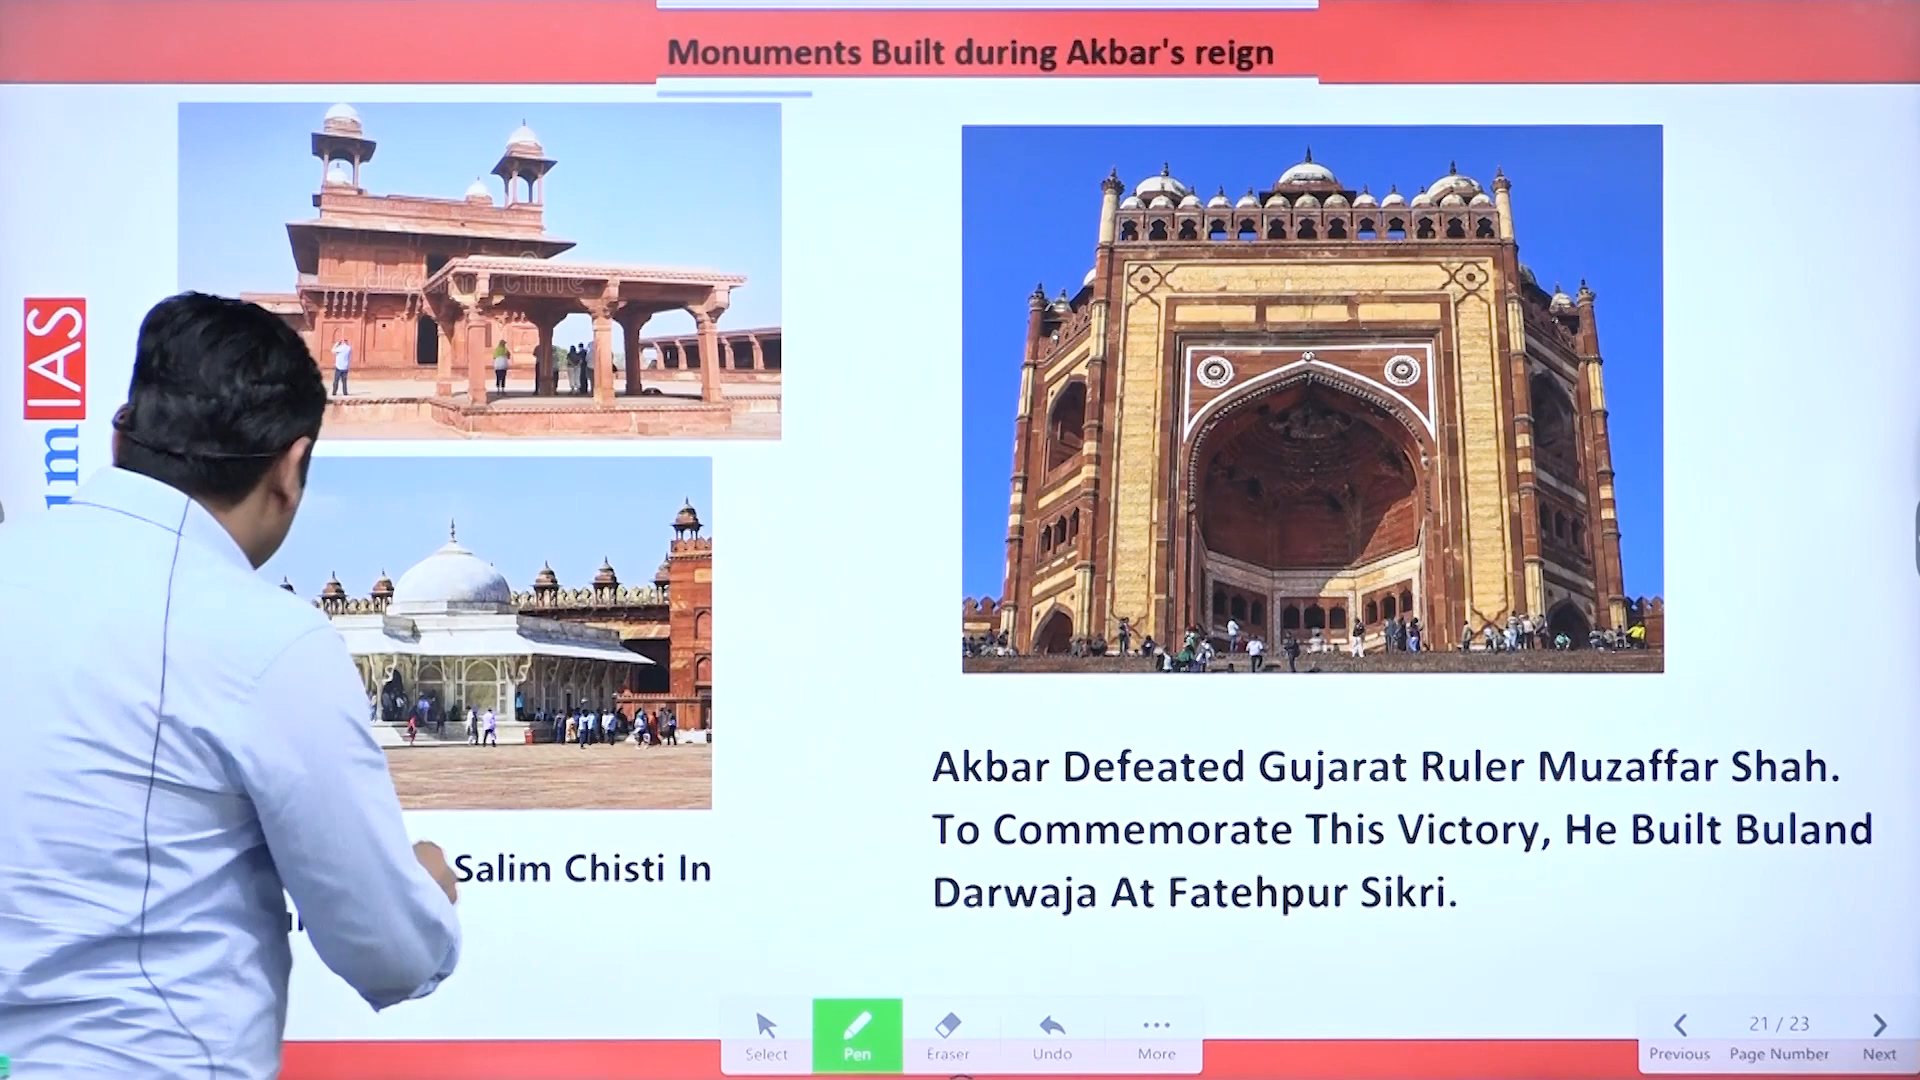 Monuments Built during Akbar's reign
IAS
Salim Chisti In
Akbar Defeated Gujarat Ruler Muzaffar Shah.
To Commemorate This Victory, He Built Buland
Darwaja At Fatehpur Sikri.
Select
Pen
Eraser
Undo
More
21 / 23
Previous
Page Number
Next